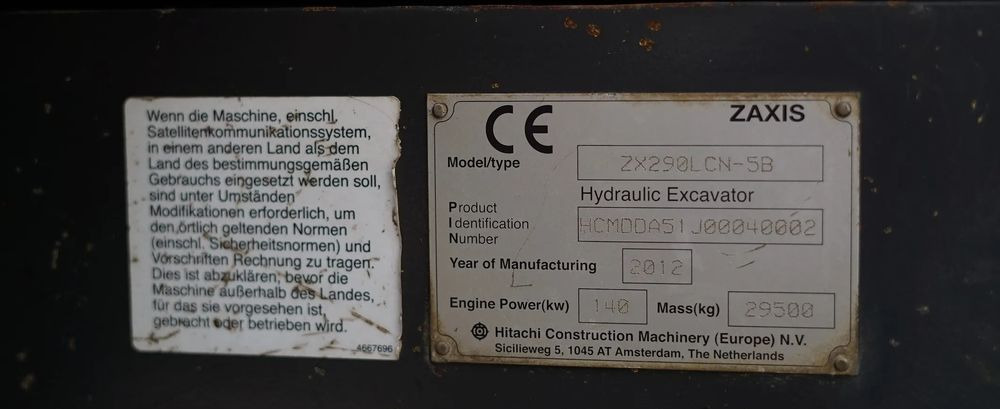 Wenn die Maschine, einschl.
Satellitenkommunikationssystem,
in einem anderen Land als dem
Land des bestimmungsgemäßen
Gebrauchs eingesetzt werden soll,
sind unter Umständen
Modifikationen erforderlich, um
den örtlich geltenden Normen
(einschl. Sicherheitsnormen) und
Vorschriften Rechnung zu tragen.
Dies ist abzuklären, bevor die
Maschine außerhalb des Landes,
für das sie vorgesehen ist,
gebracht oder betrieben wird.
4667696
CE ZAXIS
Model/type ZX290LCN-5B
Hydraulic Excavator
Product
Identification HCMDDA51J00040002
Number
Year of Manufacturing 2012
Engine Power(kw) 140 Mass(kg) 29500
Hitachi Construction Machinery (Europe) N.V.
Sicilieweg 5, 1045 AT Amsterdam, The Netherlands